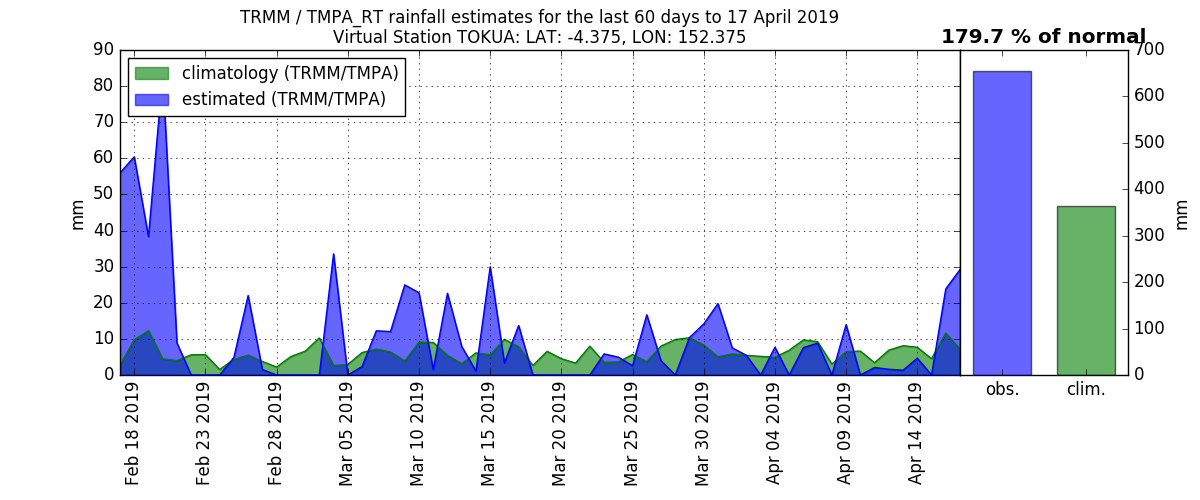 TRMM / TMPA_RT rainfall estimates for the last 60 days to 17 April 2019
Virtual Station TOKUA: LAT: -4.375, LON: 152.375
179.7 % of normal
climatology (TRMM/TMPA)
estimated (TRMM/TMPA)
mm
90
80
70
60
50
40
30
20
10
0
Feb 18 2019
Feb 23 2019
Mar 05 2019
Mar 10 2019
Mar 15 2019
Mar 20 2019
Mar 25 2019
Mar 30 2019
Apr 04 2019
Apr 09 2019
Apr 14 2019
obs.
clim.
700
600
500
400
300
200
100
0
mm